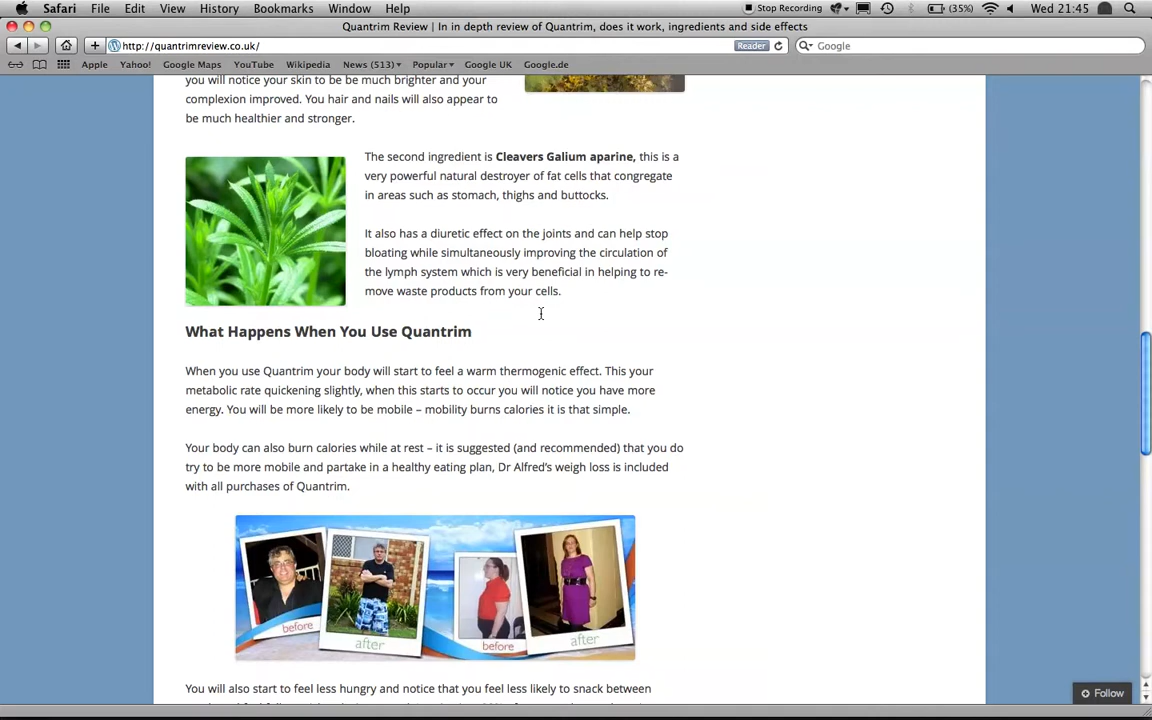 Safari File Edit View History Bookmarks Window Help Stop Recording (35%) Wed 21:45
Quantrim Review | In in depth review of Quantrim, does it work, ingredients and side effects
http://quantrimreview.co.uk/ Reader Google
Apple Yahoo! Google Maps YouTube Wikipedia News (513) Popular Google UK Google.de
you will notice your skin to be be much brighter and your
complexion improved. You hair and nails will also appear to
be much healthier and stronger.
The second ingredient is Cleavers Galium aparine, this is a
very powerful natural destroyer of fat cells that congregate
in areas such as stomach, thighs and buttocks.
It also has a diuretic effect on the joints and can help stop
bloating while simultaneously improving the circulation of
the lymph system which is very beneficial in helping to re-
move waste products from your cells.
What Happens When You Use Quantrim
When you use Quantrim your body will start to feel a warm thermogenic effect. This your
metabolic rate quickening slightly, when this starts to occur you will notice you have more
energy. You will be more likely to be mobile – mobility burns calories it is that simple.
Your body can also burn calories while at rest – it is suggested (and recommended) that you do
try to be more mobile and partake in a healthy eating plan, Dr Alfred's weigh loss is included
with all purchases of Quantrim.
before after before after
You will also start to feel less hungry and notice that you feel less likely to snack between
Follow